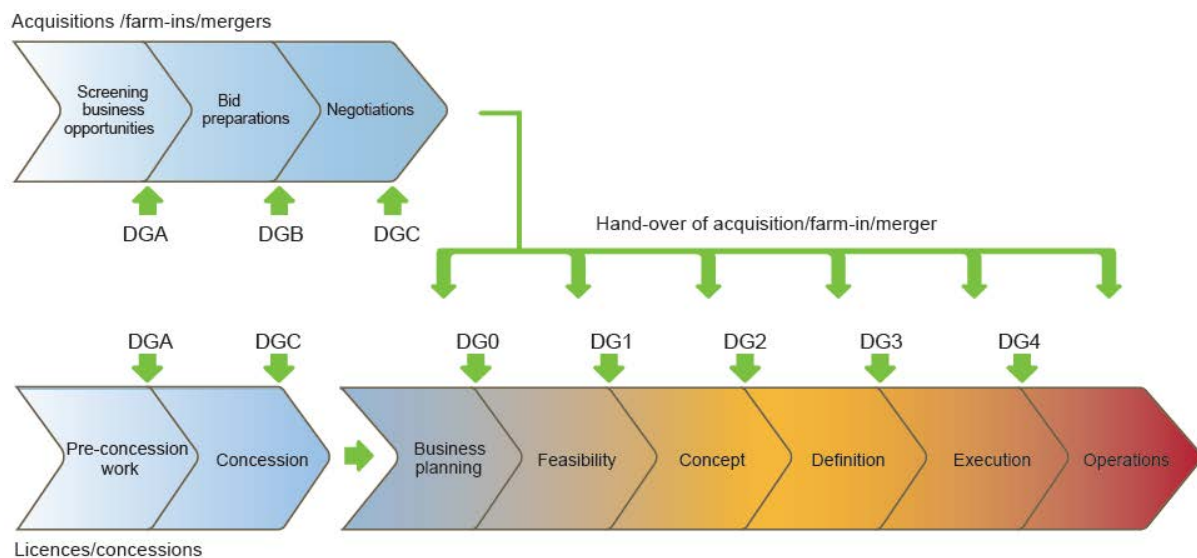 Acquisitions /farm-ins/mergers
Screening
business
opportunities
Bid
preparations
Negotiations
DGA
DGB
DGC
Hand-over of acquisition/farm-in/merger
DGA
DGC
DG0
DG1
DG2
DG3
DG4
Pre-concession
work
Concession
Business
planning
Feasibility
Concept
Definition
Execution
Operations
Licences/concessions